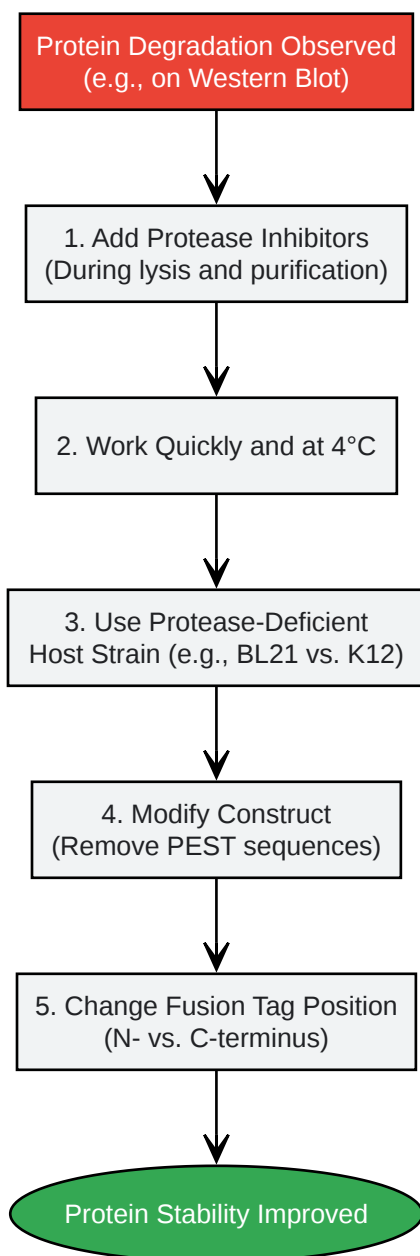 Protein Degradation Observed
(e.g., on Western Blot)
1. Add Protease Inhibitors
(During lysis and purification)
2. Work Quickly and at 4°C
3. Use Protease-Deficient
Host Strain (e.g., BL21 vs. K12)
4. Modify Construct
(Remove PEST sequences)
5. Change Fusion Tag Position
(N- vs. C-terminus)
Protein Stability Improved